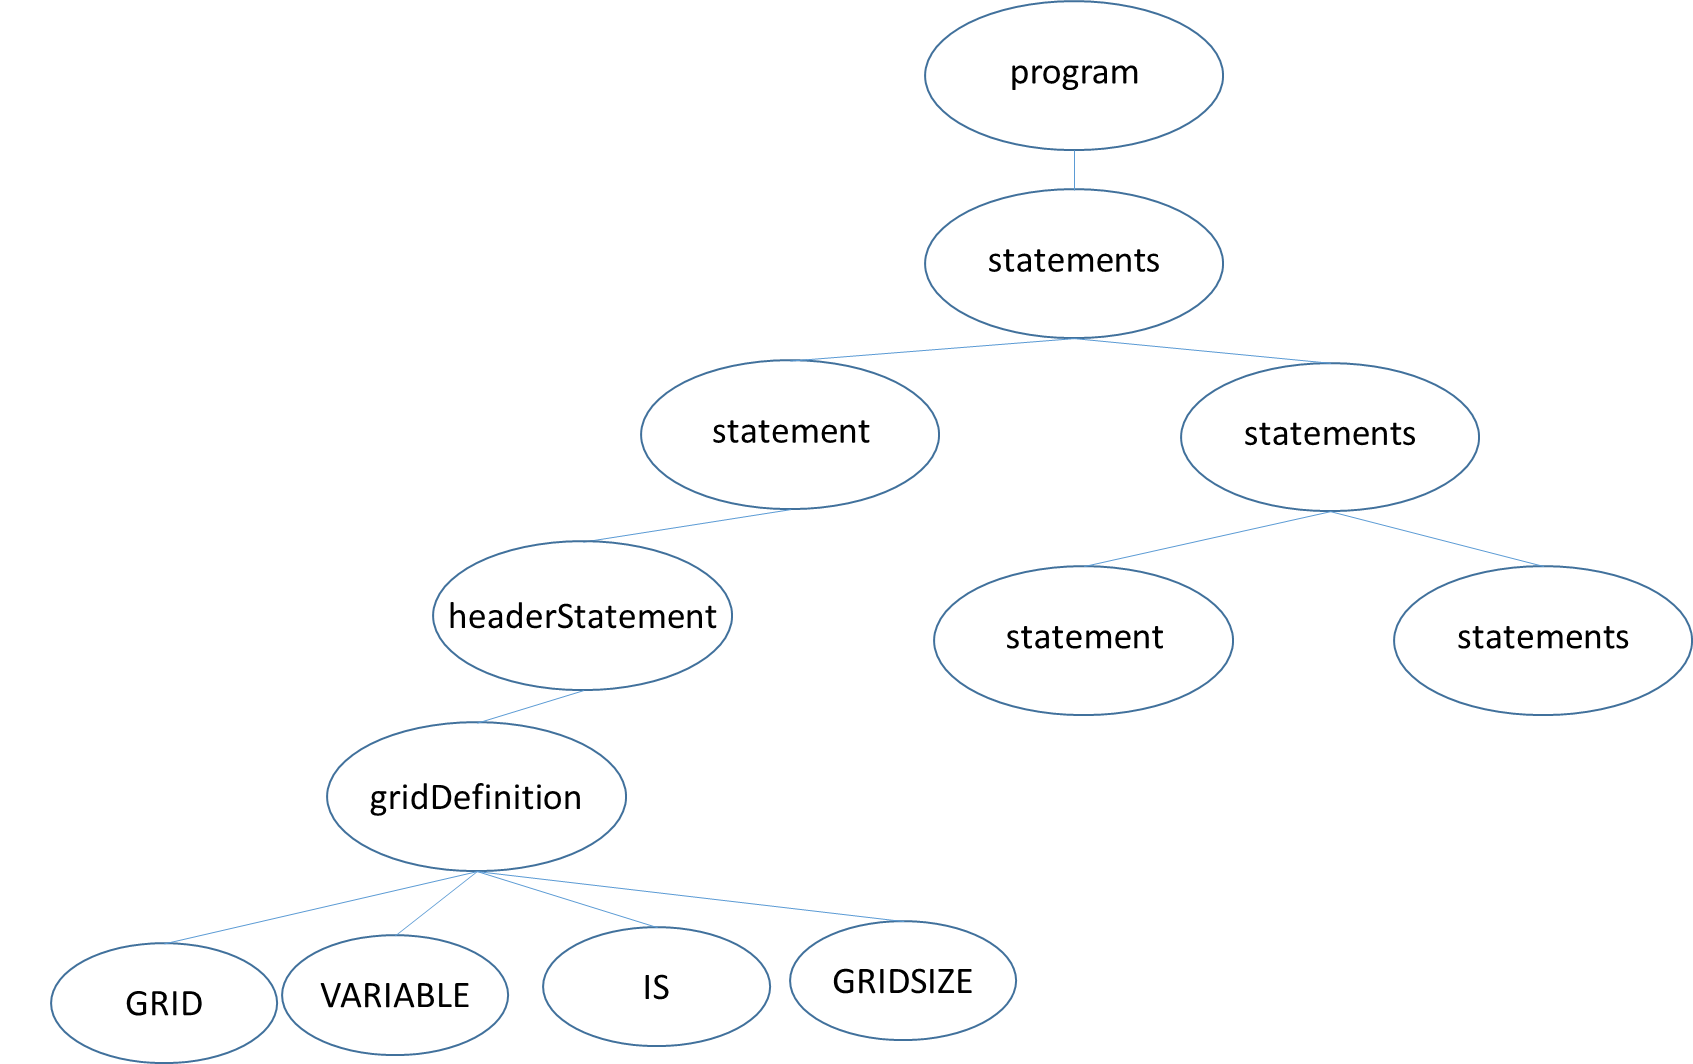 program
statements
statement
statements
headerStatement
statement
statements
gridDefinition
GRID
VARIABLE
IS
GRIDSIZE